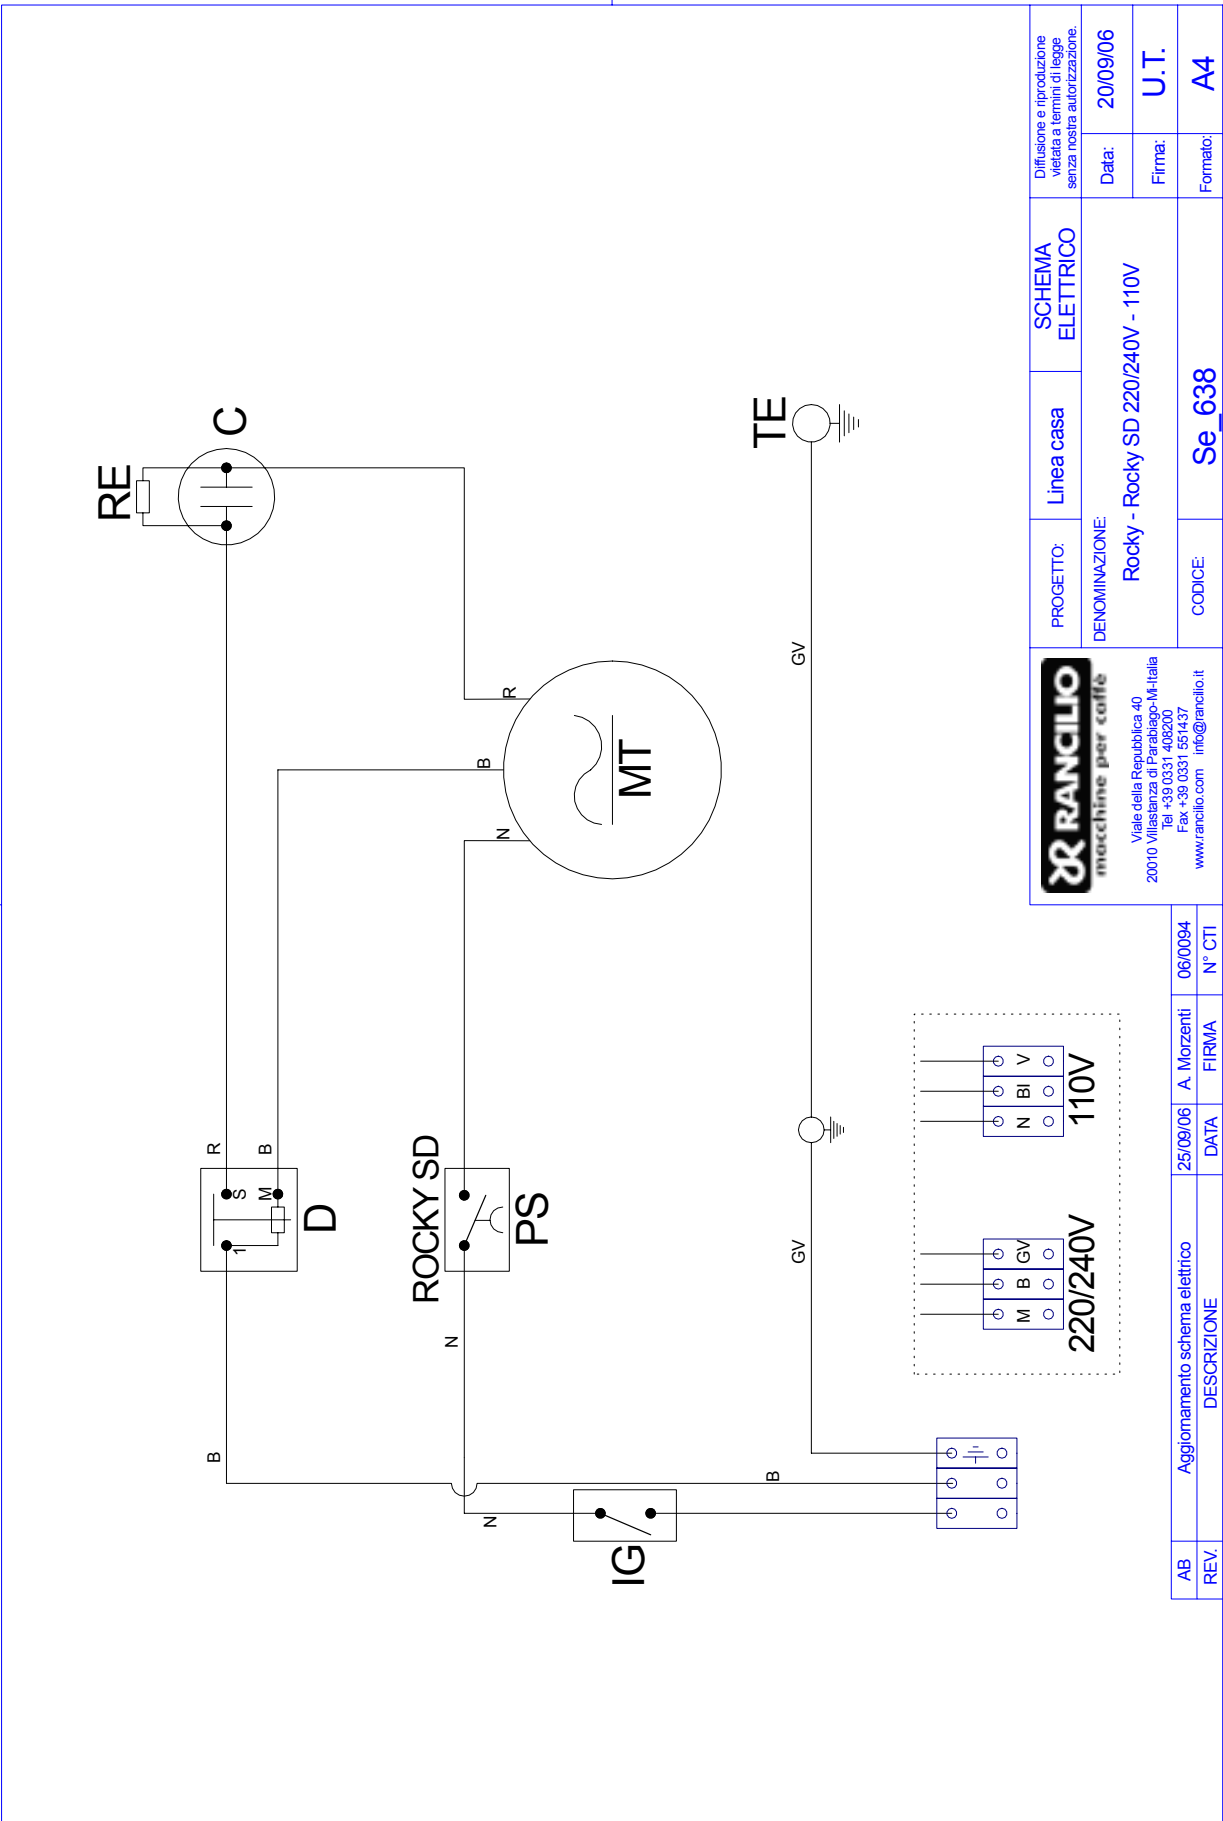 RE
C
R
B
S
M
1
D
B
ROCKY SD
PS
N
N
IG
B
R
B
N
MT
TE
GV
GV
M B GV
220/240V
N BI V
110V
AB
Aggiornamento schema elettrico
25/09/06
A. Morzenti
06/0094
REV.
DESCRIZIONE
DATA
FIRMA
N° CTI
RANCILIO
macchine per caffè
Viale della Repubblica 40
20010 Villastanza di Parabiago-Mi-Italia
Tel +39 0331 408200
Fax +39 0331 551437
www.rancilio.com info@rancilio.it
PROGETTO:
Linea casa
SCHEMA
ELETTRICO
Diffusione e riproduzione
vietata a termini di legge
senza nostra autorizzazione.
DENOMINAZIONE:
Rocky - Rocky SD 220/240V - 110V
Data:
20/09/06
Firma:
U.T.
CODICE:
Se_638
Formato:
A4